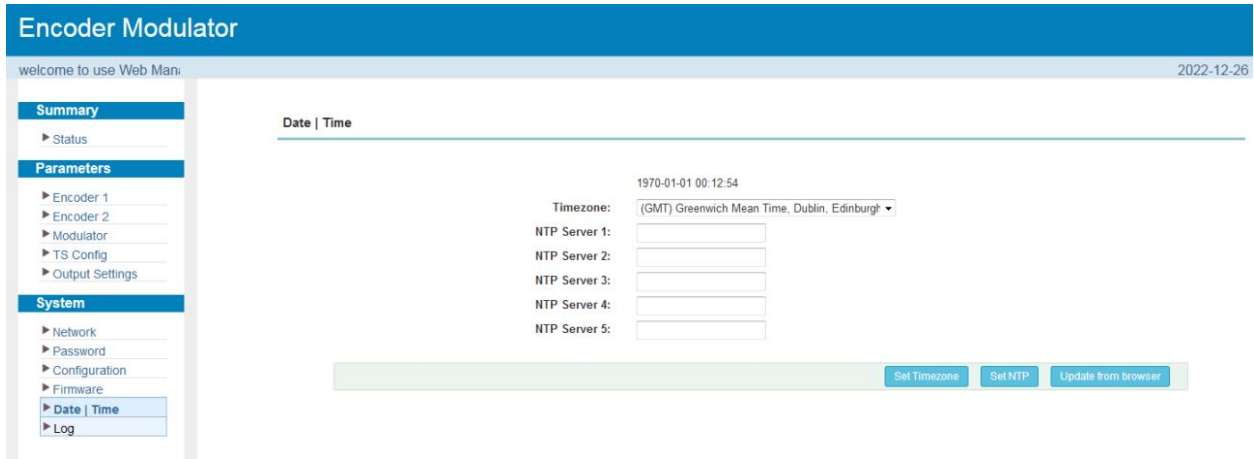 Encoder Modulator
welcome to use Web Mana
2022-12-26
Summary
Status
Parameters
Encoder 1
Encoder 2
Modulator
TS Config
Output Settings
System
Network
Password
Configuration
Firmware
Date | Time
Log
Date | Time
1970-01-01 00:12:54
Timezone: (GMT) Greenwich Mean Time, Dublin, Edinburgh
NTP Server 1:
NTP Server 2:
NTP Server 3:
NTP Server 4:
NTP Server 5:
Set Timezone Set NTP Update from browser